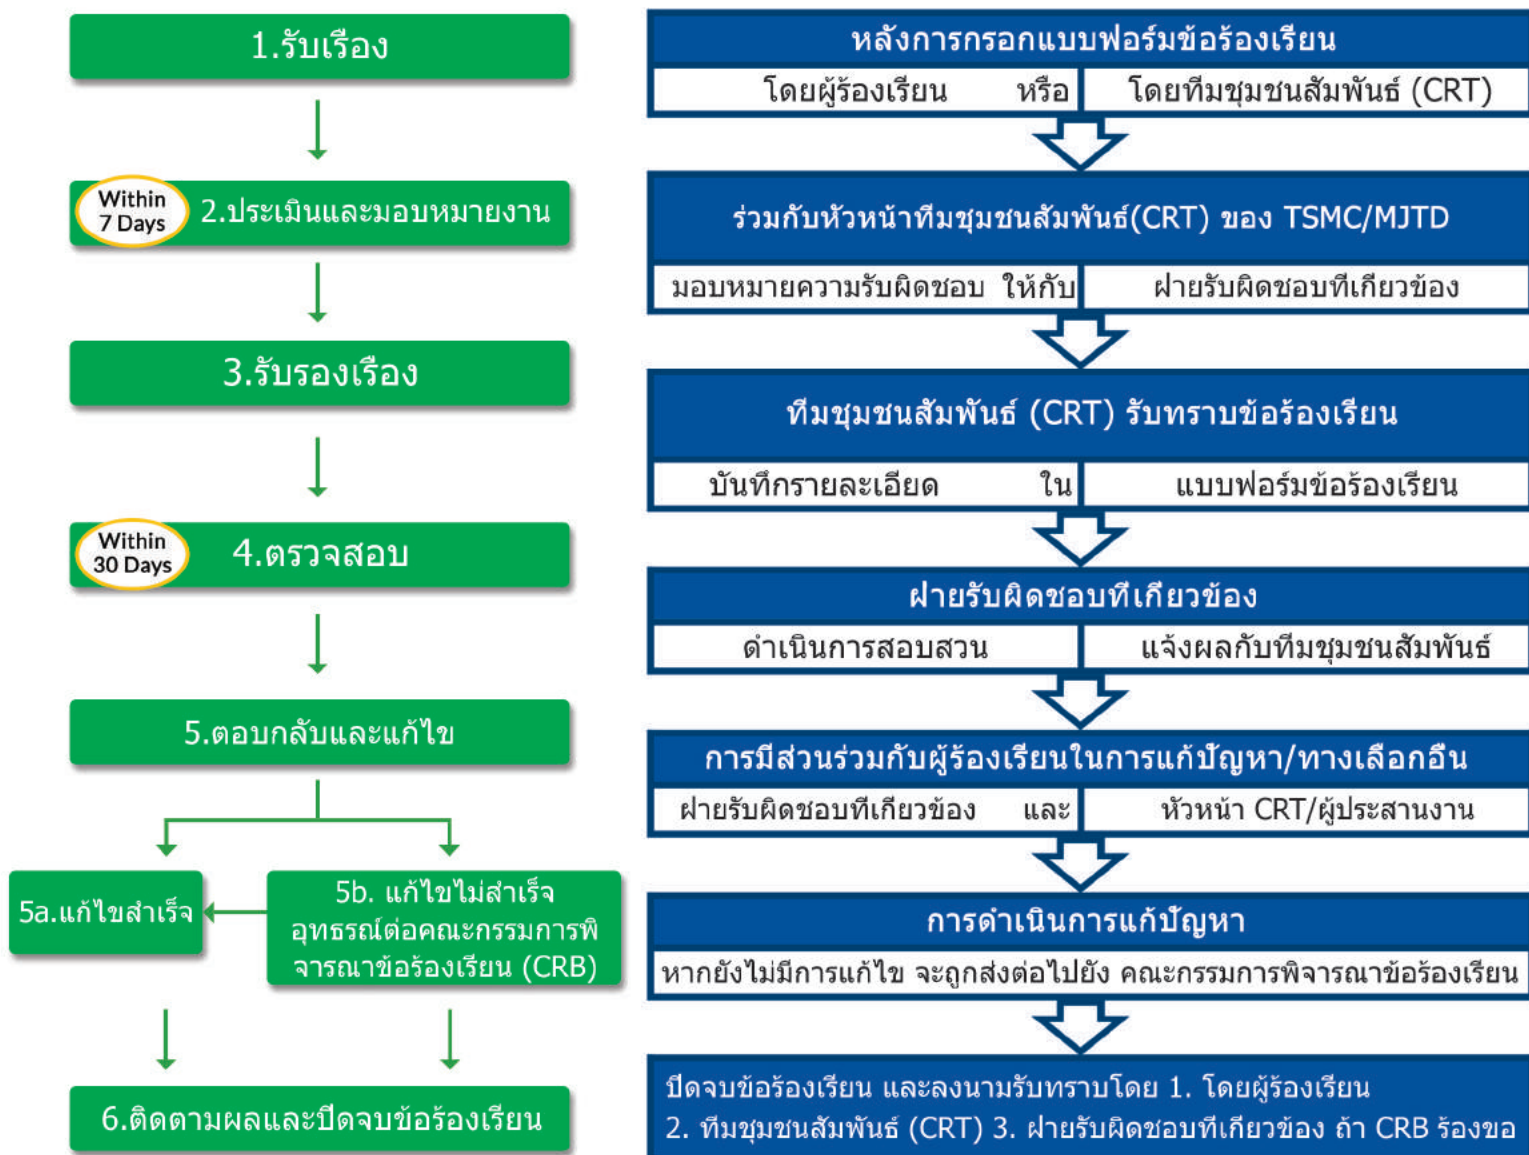 1.รับเรื่อง
Within
7 Days
2.ประเมินและมอบหมายงาน
3.รับรองเรื่อง
Within
30 Days
4.ตรวจสอบ
5.ตอบกลับและแก้ไข
5a.แก้ไขสำเร็จ
5b. แก้ไขไม่สำเร็จ
อุทธรณ์ต่อคณะกรรมการพิ
จารณาข้อร้องเรียน (CRB)
6.ติดตามผลและปิดจบข้อร้องเรียน
หลังการกรอกแบบฟอร์มข้อร้องเรียน
โดยผู้ร้องเรียน หรือ โดยทีมชุมชนสัมพันธ์ (CRT)
ร่วมกับหัวหน้าทีมชุมชนสัมพันธ์(CRT) ของ TSMC/MJTD
มอบหมายความรับผิดชอบ ให้กับ ฝ่ายรับผิดชอบที่เกี่ยวข้อง
ทีมชุมชนสัมพันธ์ (CRT) รับทราบข้อร้องเรียน
บันทึกรายละเอียด ใน แบบฟอร์มข้อร้องเรียน
ฝ่ายรับผิดชอบที่เกี่ยวข้อง
ดำเนินการสอบสวน แจ้งผลกับทีมชุมชนสัมพันธ์
การมีส่วนร่วมกับผู้ร้องเรียนในการแก้ปัญหา/ทางเลือกอื่น
ฝ่ายรับผิดชอบที่เกี่ยวข้อง และ หัวหน้า CRT/ผู้ประสานงาน
การดำเนินการแก้ปัญหา
หากยังไม่มีการแก้ไข จะถูกส่งต่อไปยัง คณะกรรมการพิจารณาข้อร้องเรียน
ปิดจบข้อร้องเรียน และลงนามรับทราบโดย 1. โดยผู้ร้องเรียน
2. ทีมชุมชนสัมพันธ์ (CRT) 3. ฝ่ายรับผิดชอบที่เกี่ยวข้อง ถ้า CRB ร้องขอ